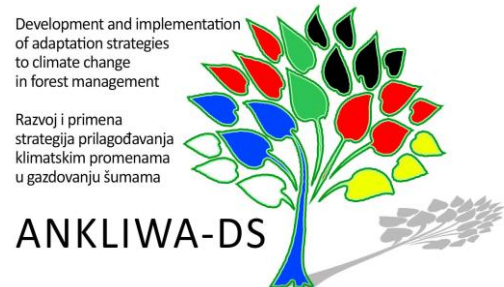 Development and implementation
of adaptation strategies
to climate change
in forest management
Razvoj i primena
strategija prilagođavanja
klimatskim promenama
u gazdovanju šumama
ANKLIWA-DS